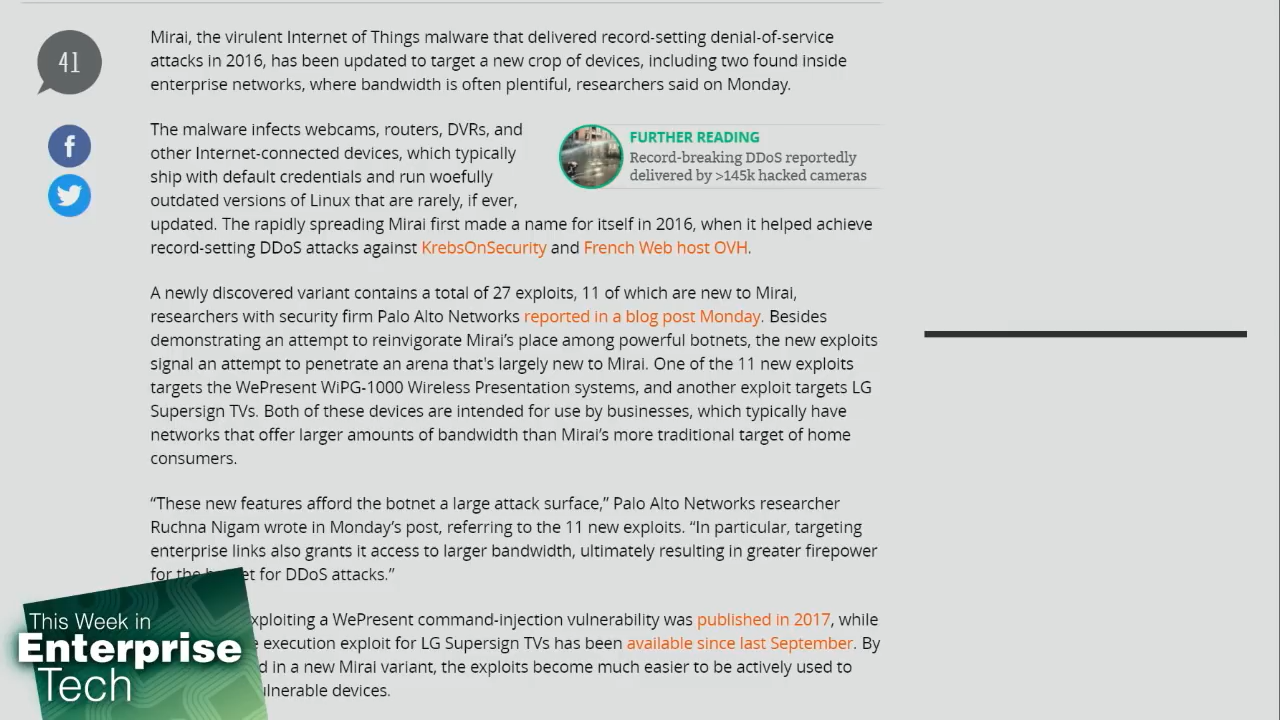 Mirai, the virulent Internet of Things malware that delivered record-setting denial-of-service
attacks in 2016, has been updated to target a new crop of devices, including two found inside
enterprise networks, where bandwidth is often plentiful, researchers said on Monday.
41
The malware infects webcams, routers, DVRs, and
other Internet-connected devices, which typically
ship with default credentials and run woefully
outdated versions of Linux that are rarely, if ever,
updated. The rapidly spreading Mirai first made a name for itself in 2016, when it helped achieve
record-setting DDoS attacks against KrebsOnSecurity and French Web host OVH.
FURTHER READING
Record-breaking DDoS reportedly
delivered by >145k hacked cameras
A newly discovered variant contains a total of 27 exploits, 11 of which are new to Mirai,
researchers with security firm Palo Alto Networks reported in a blog post Monday. Besides
demonstrating an attempt to reinvigorate Mirai’s place among powerful botnets, the new exploits
signal an attempt to penetrate an arena that's largely new to Mirai. One of the 11 new exploits
targets the WePresent WiPG-1000 Wireless Presentation systems, and another exploit targets LG
Supersign TVs. Both of these devices are intended for use by businesses, which typically have
networks that offer larger amounts of bandwidth than Mirai’s more traditional target of home
consumers.
“These new features afford the botnet a large attack surface,” Palo Alto Networks researcher
Ruchna Nigam wrote in Monday’s post, referring to the 11 new exploits. “In particular, targeting
enterprise links also grants it access to larger bandwidth, ultimately resulting in greater firepower
for the et for DDoS attacks.”
xploiting a WePresent command-injection vulnerability was published in 2017, while
execution exploit for LG Supersign TVs has been available since last September. By
d in a new Mirai variant, the exploits become much easier to be actively used to
ulnerable devices.
This Week in
Enterprise
Tech